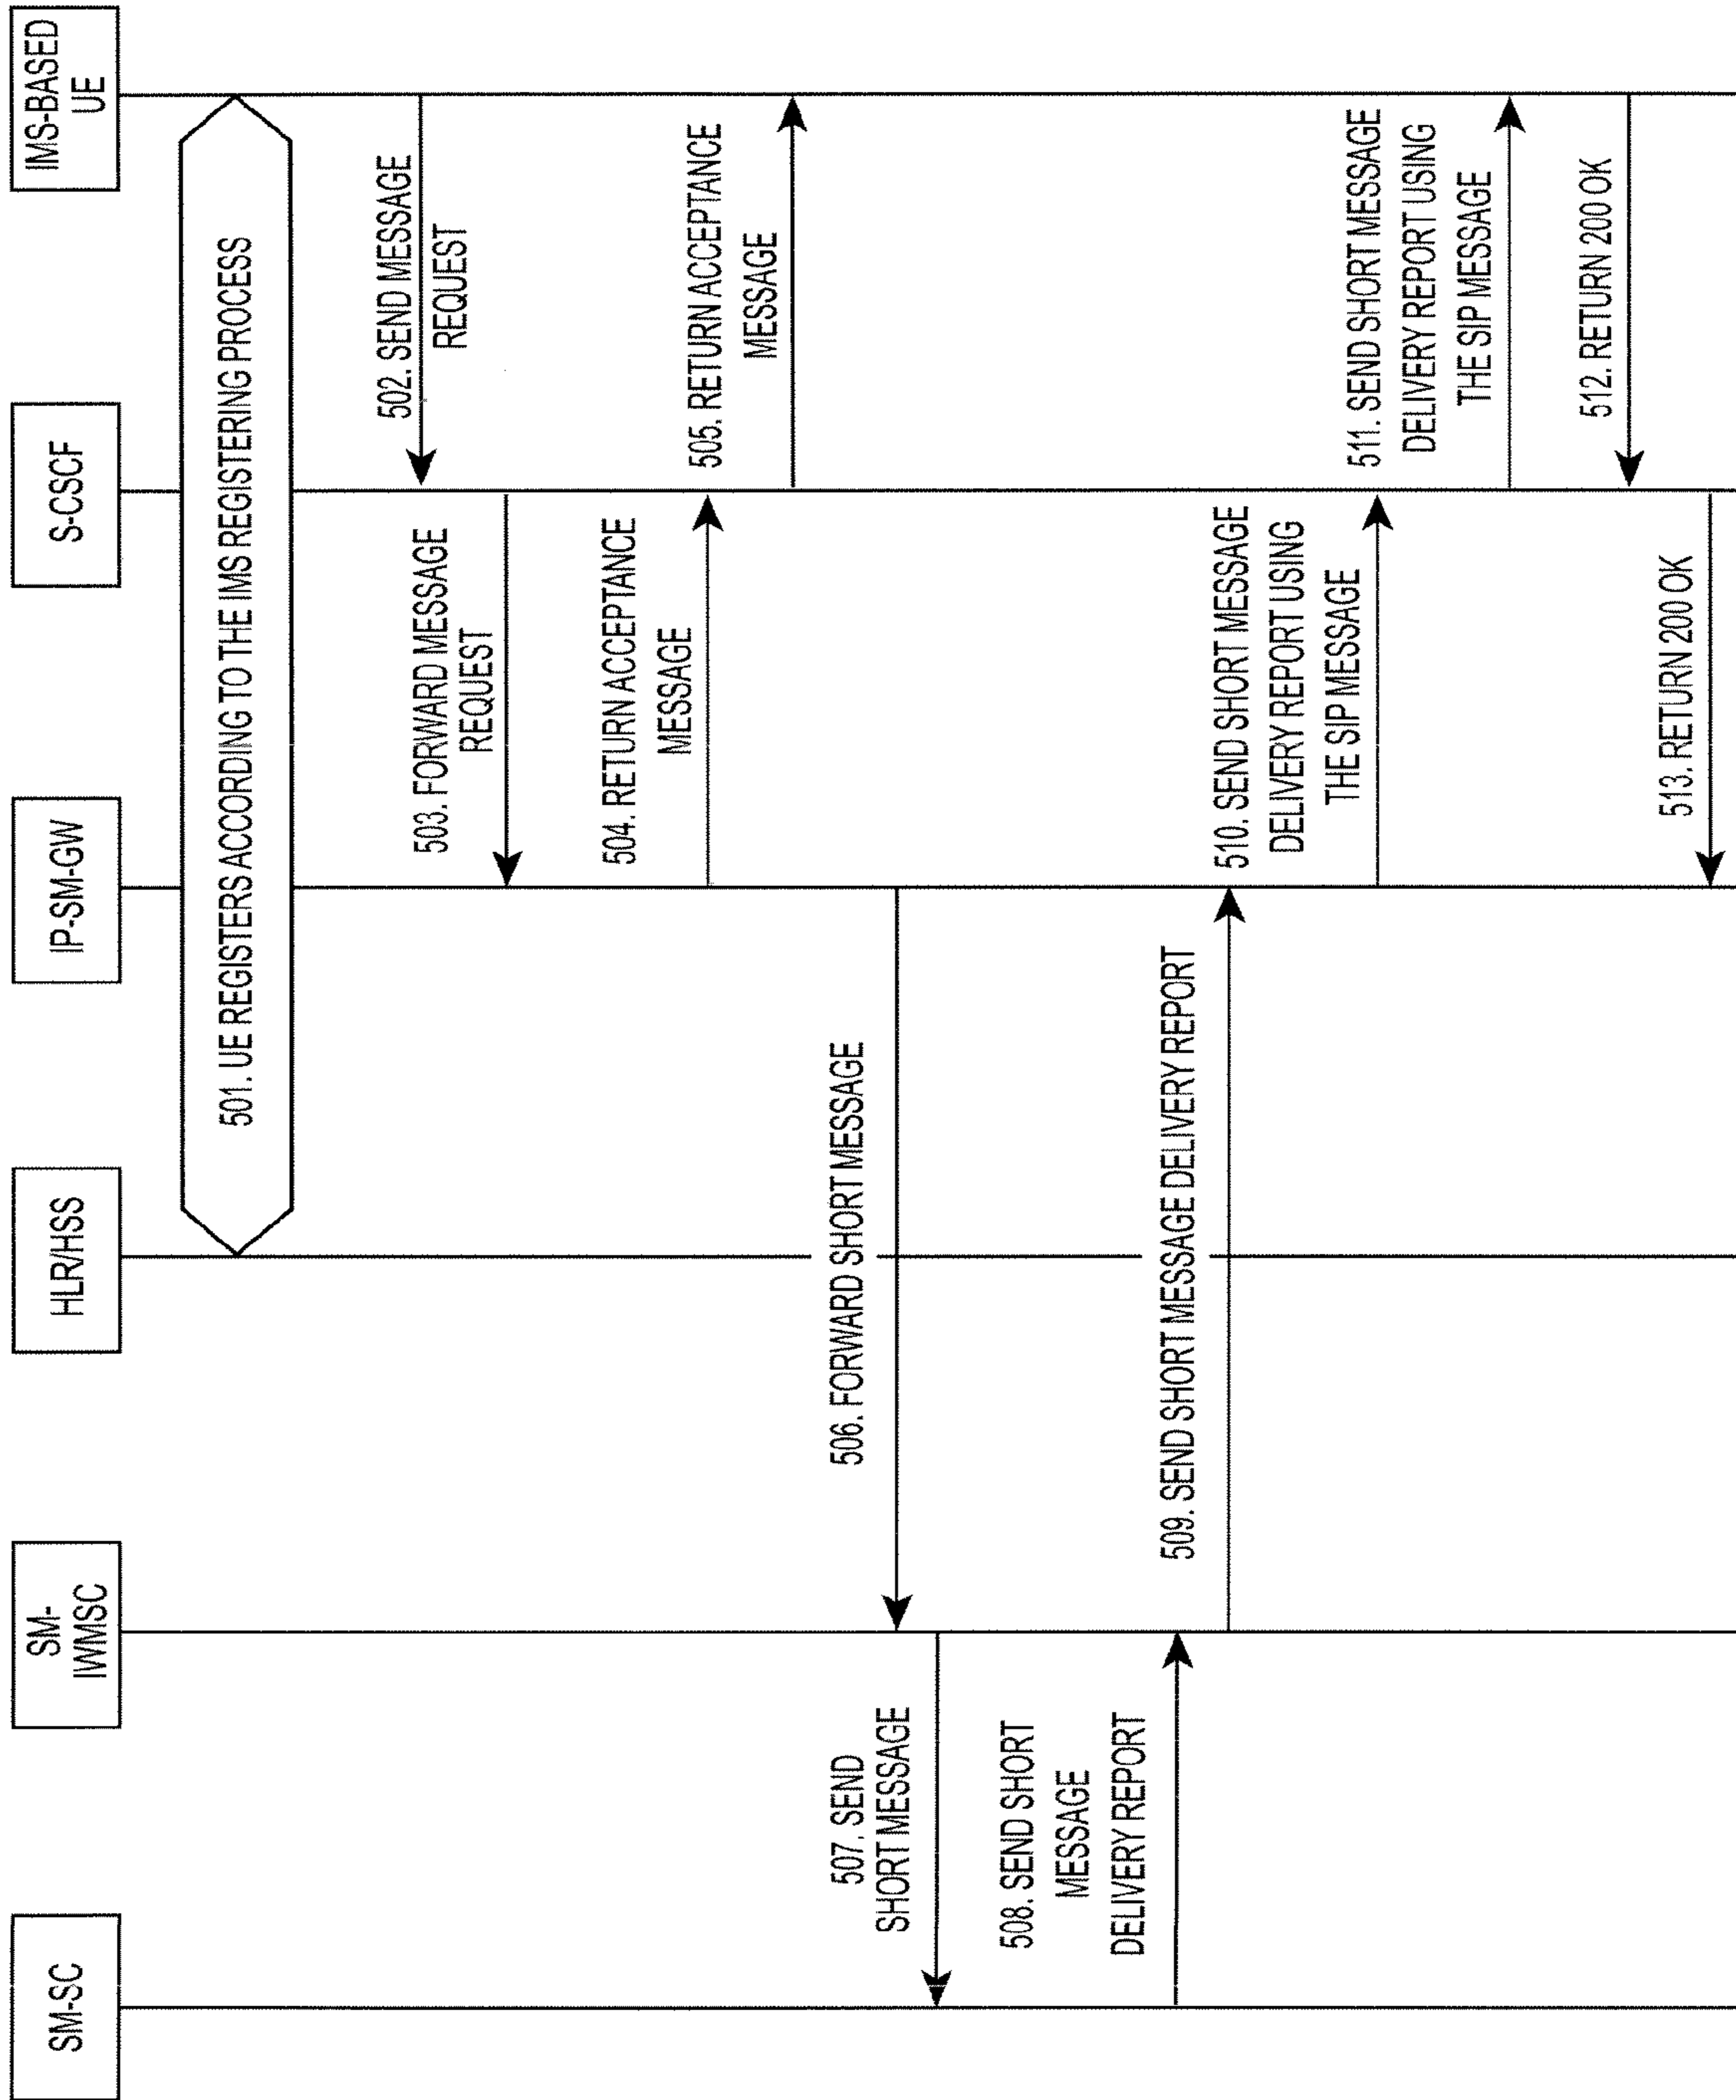 SM-SC
SM-
IWMSC
HLR/HSS
IP-SM-GW
S-CSCF
IMS-BASED
UE
501. UE REGISTERS ACCORDING TO THE IMS REGISTERING PROCESS
502. SEND MESSAGE
REQUEST
503. FORWARD MESSAGE
REQUEST
504. RETURN ACCEPTANCE
MESSAGE
505. RETURN ACCEPTANCE
MESSAGE
506. FORWARD SHORT MESSAGE
507. SEND
SHORT MESSAGE
508. SEND SHORT
MESSAGE
DELIVERY REPORT
509. SEND SHORT MESSAGE DELIVERY REPORT
510. SEND SHORT MESSAGE
DELIVERY REPORT USING
THE SIP MESSAGE
511. SEND SHORT MESSAGE
DELIVERY REPORT USING
THE SIP MESSAGE
512. RETURN 200 OK
513. RETURN 200 OK